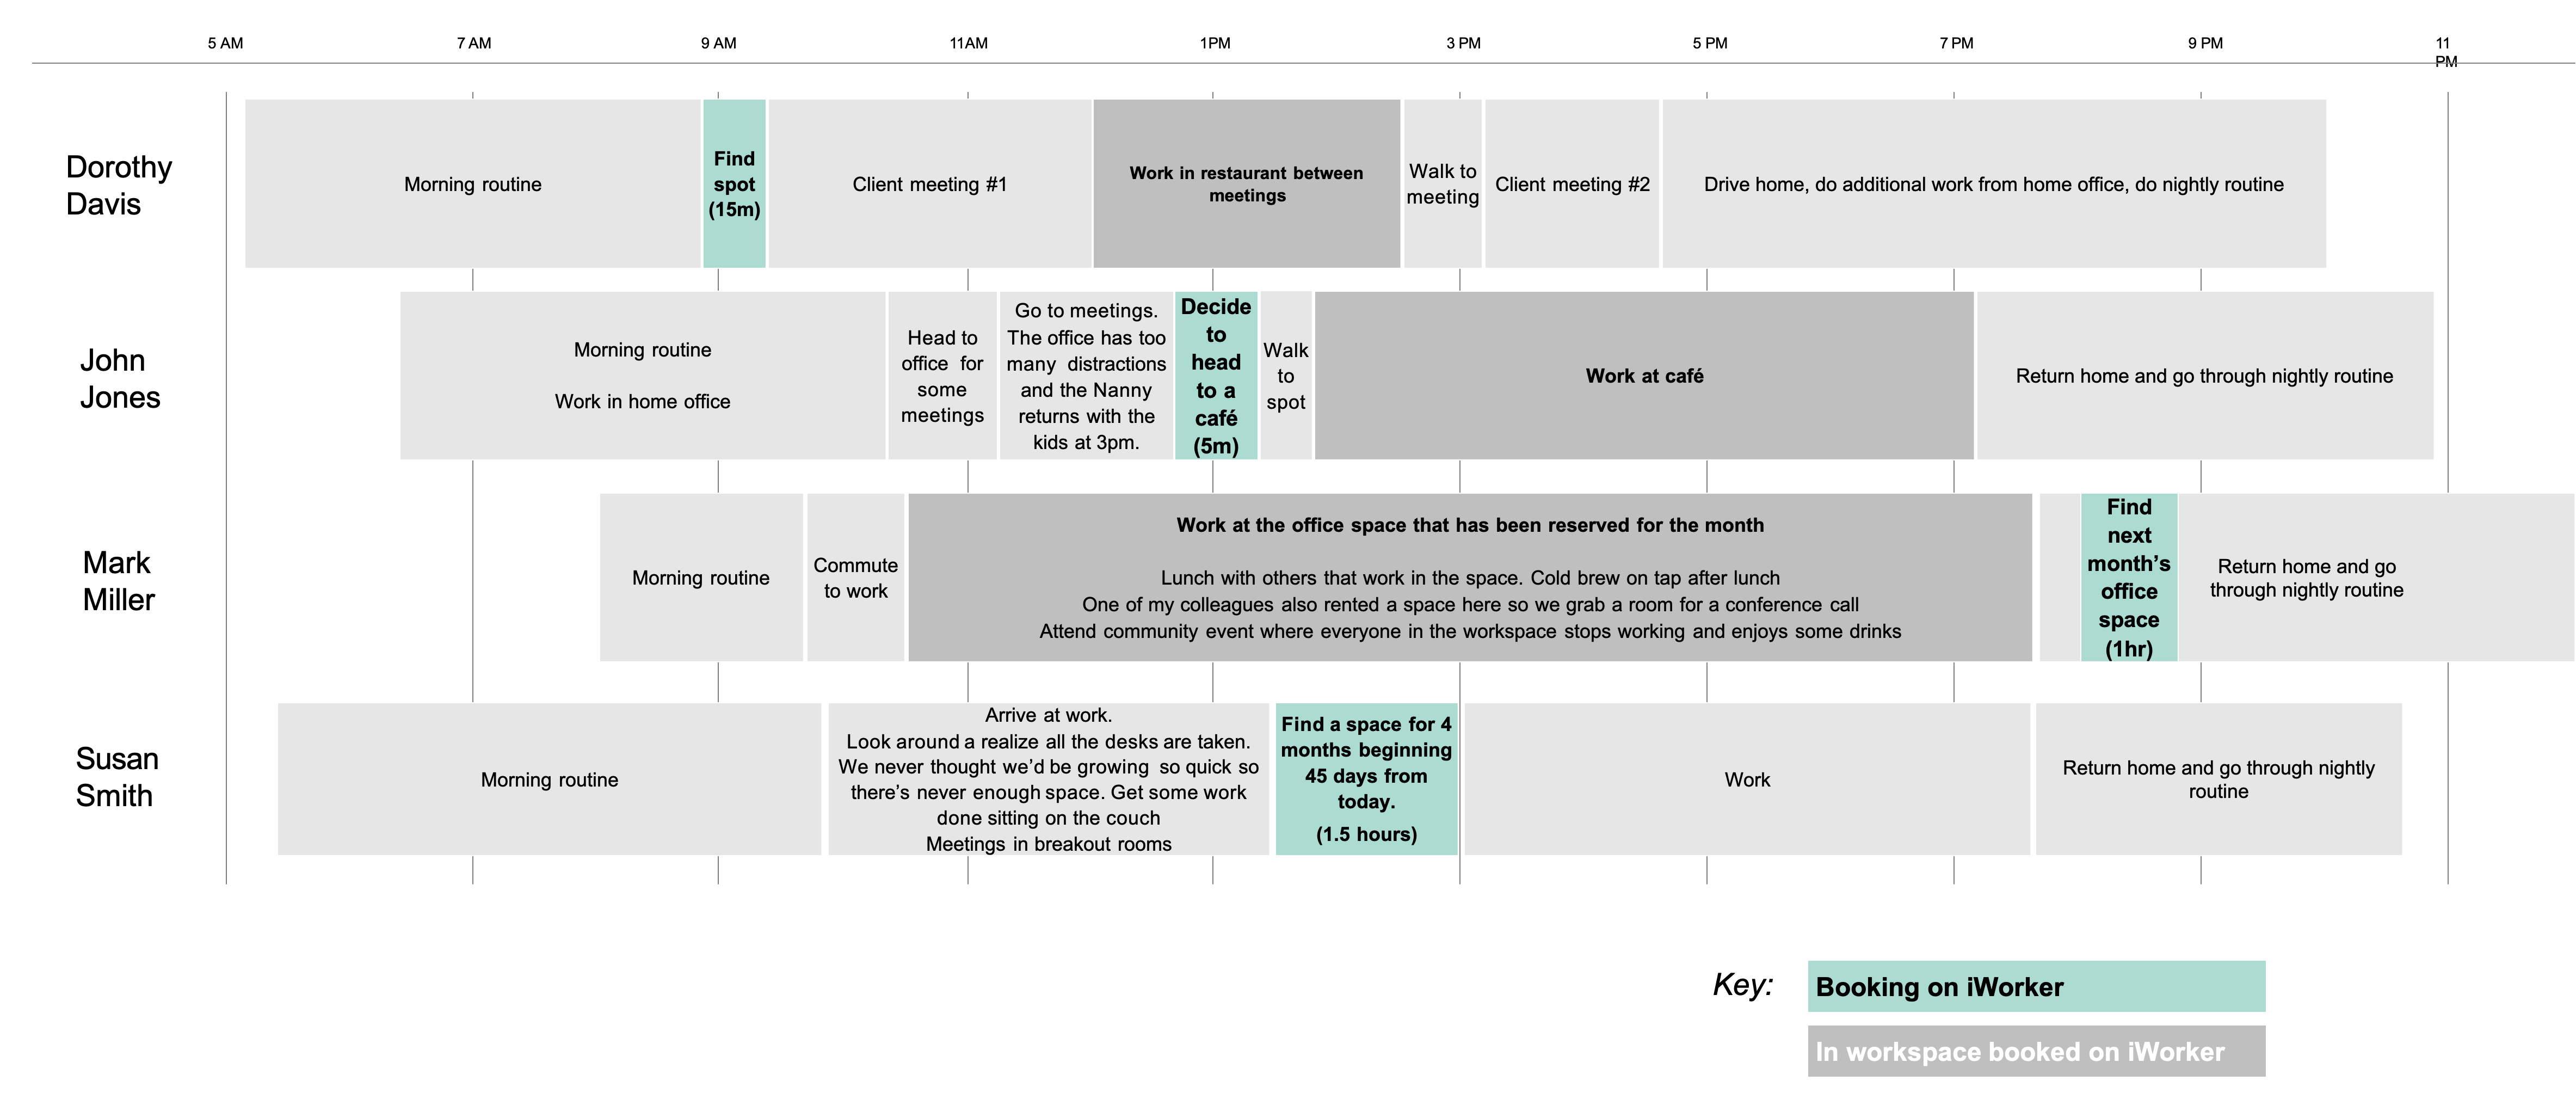 5 AM
7 AM
9 AM
11AM
1PM
3 PM
5 PM
7 PM
9 PM
11
PM
Dorothy
Davis
Morning routine
Find
spot
(15m)
Client meeting #1
Work in restaurant between
meetings
Walk to
meeting
Client meeting #2
Drive home, do additional work from home office, do nightly routine
John
Jones
Morning routine
Work in home office
Head to
office for
some
meetings
Go to meetings.
The office has too
many distractions
and the Nanny
returns with the
kids at 3pm.
Decide
to
head
to a
café
(5m)
Walk
to
spot
Work at café
Return home and go through nightly routine
Mark
Miller
Morning routine
Commute
to work
Work at the office space that has been reserved for the month
Lunch with others that work in the space. Cold brew on tap after lunch
One of my colleagues also rented a space here so we grab a room for a conference call
Attend community event where everyone in the workspace stops working and enjoys some drinks
Find
next
month's
office
space
(1hr)
Return home and go
through nightly routine
Susan
Smith
Morning routine
Arrive at work.
Look around a realize all the desks are taken.
We never thought we'd be growing so quick so
there's never enough space. Get some work
done sitting on the couch
Meetings in breakout rooms
Find a space for 4
months beginning
45 days from
today.
(1.5 hours)
Work
Return home and go through nightly
routine
Key:
Booking on iWorker
In workspace booked on iWorker